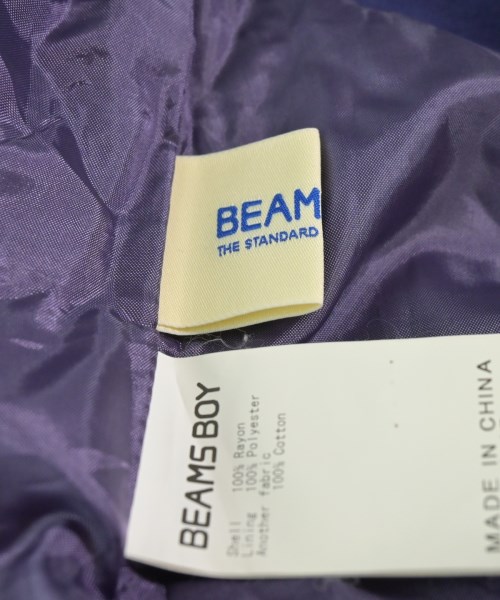 BEAM
THE STANDARD
BEAMS BOY
Shell 100% Rayon
Lining 100% Polyester
Another fabric
100% Cotton
MADE IN CHINA